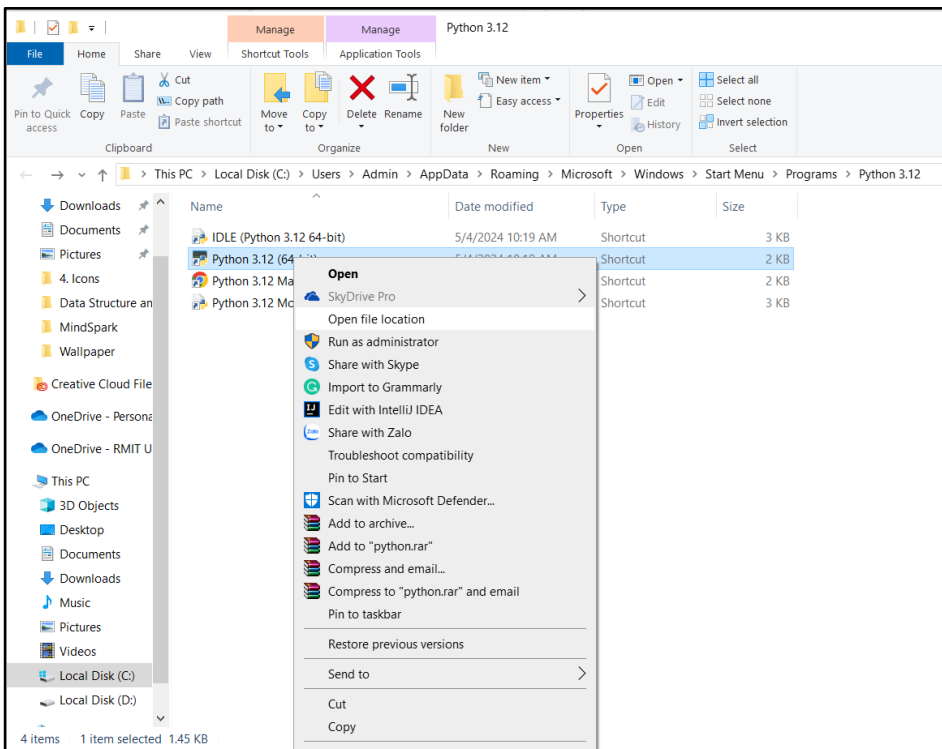 Manage
Manage
Python 3.12
File
Home
Share
View
Shortcut Tools
Application Tools
Pin to Quick access
Copy
Paste
Cut
Copy path
Paste shortcut
Clipboard
Move to
Copy to
Delete
Rename
Organize
New folder
New item
Easy access
New
Properties
Open
Edit
History
Open
Select all
Select none
Invert selection
Select
This PC > Local Disk (C:) > Users > Admin > AppData > Roaming > Microsoft > Windows > Start Menu > Programs > Python 3.12
Downloads
Documents
Pictures
4. Icons
Data Structure an
MindSpark
Wallpaper
Creative Cloud File
OneDrive - Persona
OneDrive - RMIT U
This PC
3D Objects
Desktop
Documents
Downloads
Music
Pictures
Videos
Local Disk (C:)
Local Disk (D:)
Name Date modified Type Size
IDLE (Python 3.12 64-bit) 5/4/2024 10:19 AM Shortcut 3 KB
Python 3.12 (64-bit) Shortcut 2 KB
Python 3.12 Ma Shortcut 2 KB
Python 3.12 Mo Shortcut 3 KB
Open
SkyDrive Pro
Open file location
Run as administrator
Share with Skype
Import to Grammarly
Edit with IntelliJ IDEA
Share with Zalo
Troubleshoot compatibility
Pin to Start
Scan with Microsoft Defender...
Add to archive...
Add to "python.rar"
Compress and email...
Compress to "python.rar" and email
Pin to taskbar
Restore previous versions
Send to
Cut
Copy
4 items 1 item selected 1.45 KB